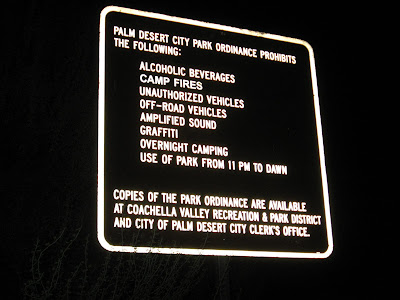 PALM DESERT CITY PARK ORDINANCE PROHIBITS
THE FOLLOWING:
ALCOHOLIC BEVERAGES
CAMP FIRES
UNAUTHORIZED VEHICLES
OFF-ROAD VEHICLES
AMPLIFIED SOUND
GRAFFITI
OVERNIGHT CAMPING
USE OF PARK FROM 11 PM TO DAWN
COPIES OF THE PARK ORDINANCE ARE AVAILABLE
AT COACHELLA VALLEY RECREATION & PARK DISTRICT
AND CITY OF PALM DESERT CITY CLERK'S OFFICE.